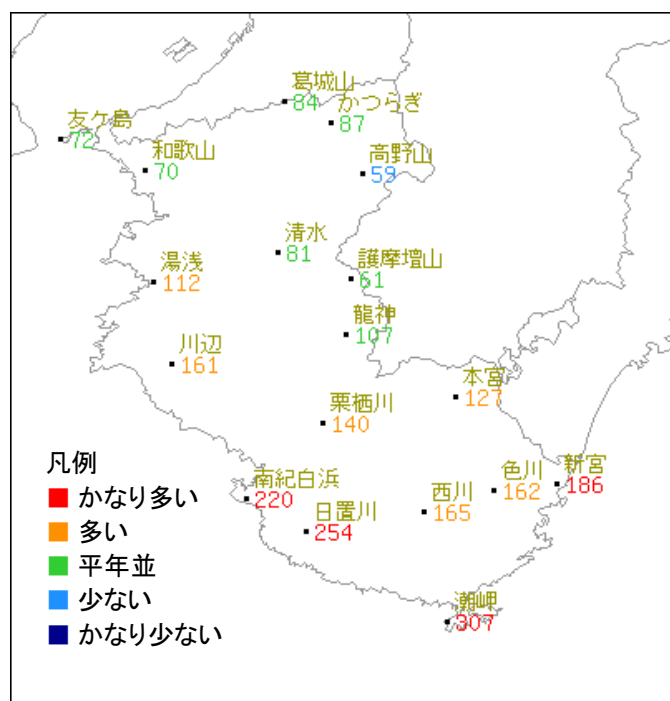 葛城山
84
かつらぎ
87
友ケ島
72
和歌山
70
高野山
59
清水
81
護摩壇山
61
湯浅
112
龍神
107
川辺
161
本宮
127
栗栖川
140
凡例
かなり多い
多い
平年並
少ない
かなり少ない
南紀白浜
220
日置川
254
西川
165
色川
162
新宮
186
潮岬
307